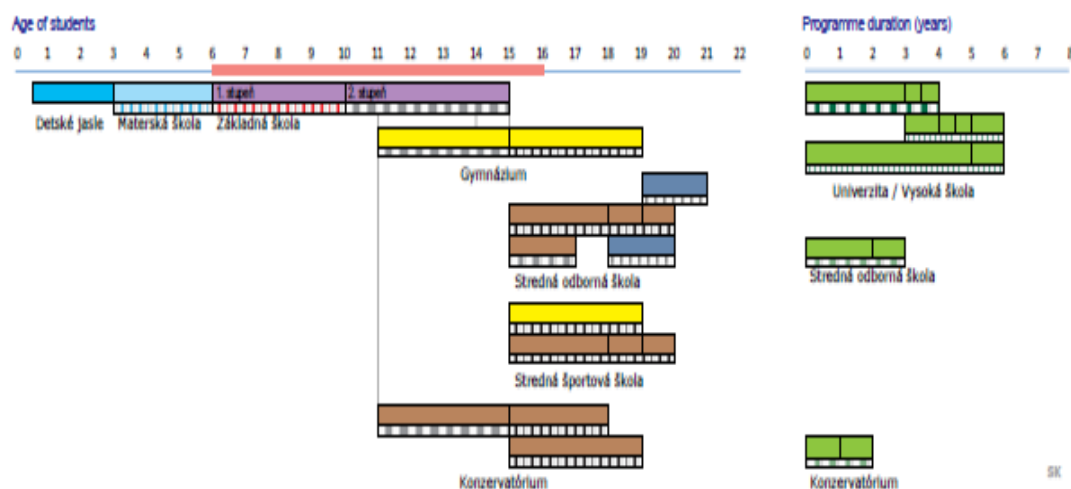 Age of students Programme duration (years)
0 1 2 3 4 5 6 7 8 9 10 11 12 13 14 15 16 17 18 19 20 21 22 0 1 2 3 4 5 6 7 8
1. stupeň 2. stupeň
Detské jasle Materská škola Základná škola
Gymnázium
Univerzita / Vysoká škola
Stredná odborná škola Stredná odborná škola
Stredná športová škola
Konzervatórium Konzervatórium
SK